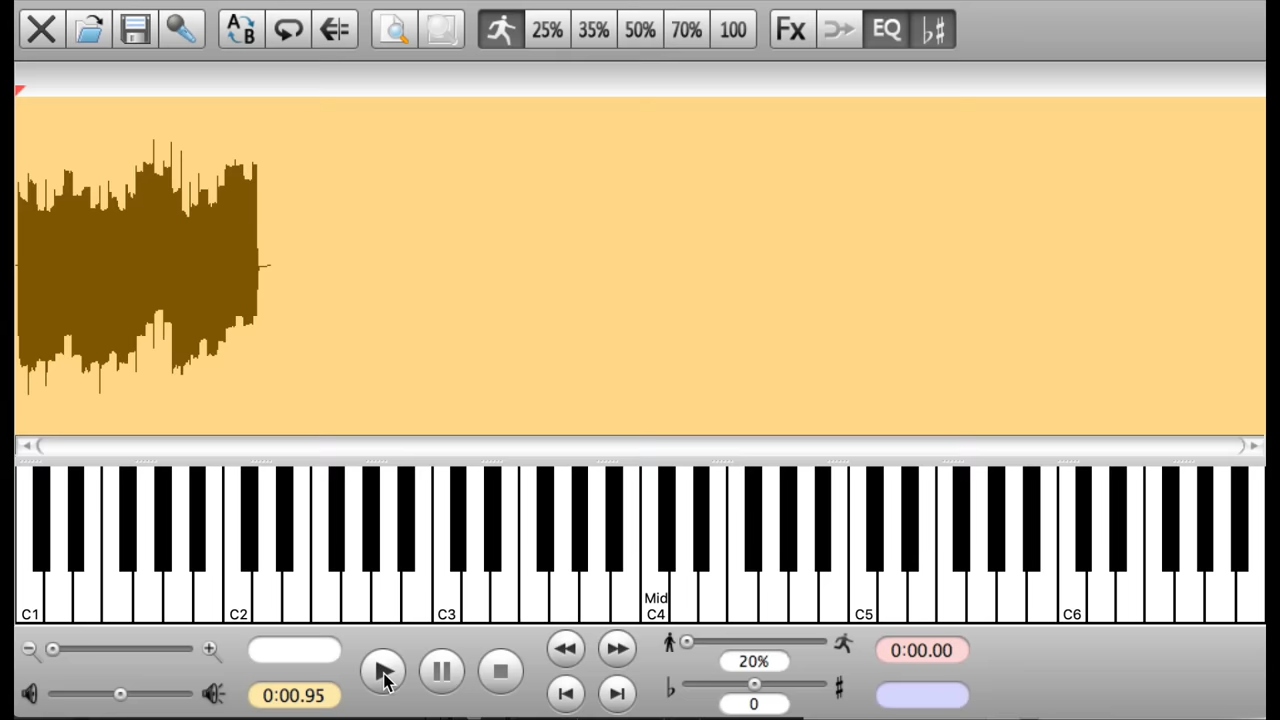 A B 25% 35% 50% 70% 100 Fx EQ ♭♯
Mid
C1 C2 C3 C4 C5 C6
0:00.00
20%
♭ ♯
0:00.95 0